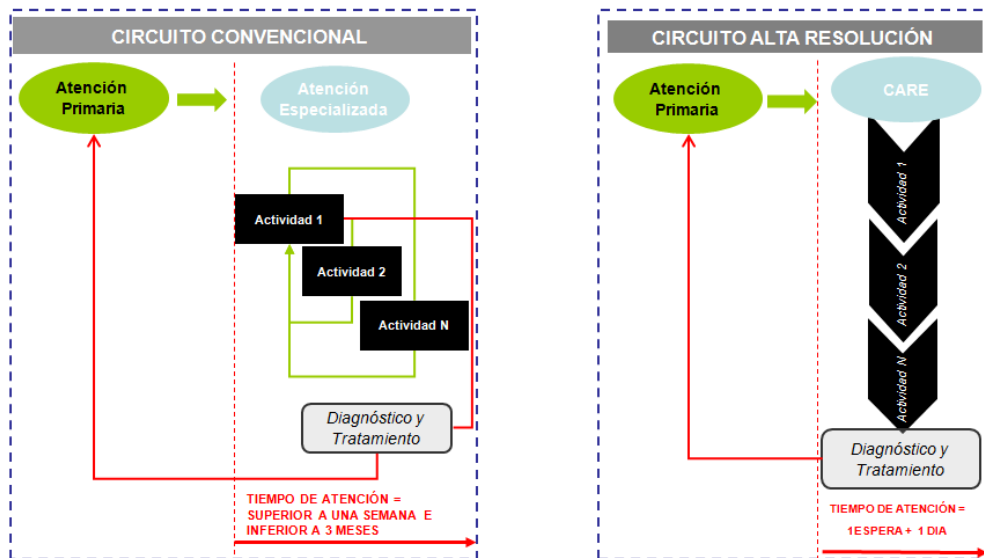 CIRCUITO CONVENCIONAL
Atención
Primaria
Atención
Especializada
Actividad 1
Actividad 2
Actividad N
Diagnóstico y
Tratamiento
TIEMPO DE ATENCIÓN =
SUPERIOR A UNA SEMANA E
INFERIOR A 3 MESES
CIRCUITO ALTA RESOLUCIÓN
Atención
Primaria
CARE
Actividad 1
Actividad 2
Actividad N
Diagnóstico y
Tratamiento
TIEMPO DE ATENCIÓN =
1ESPERA + 1 DIA